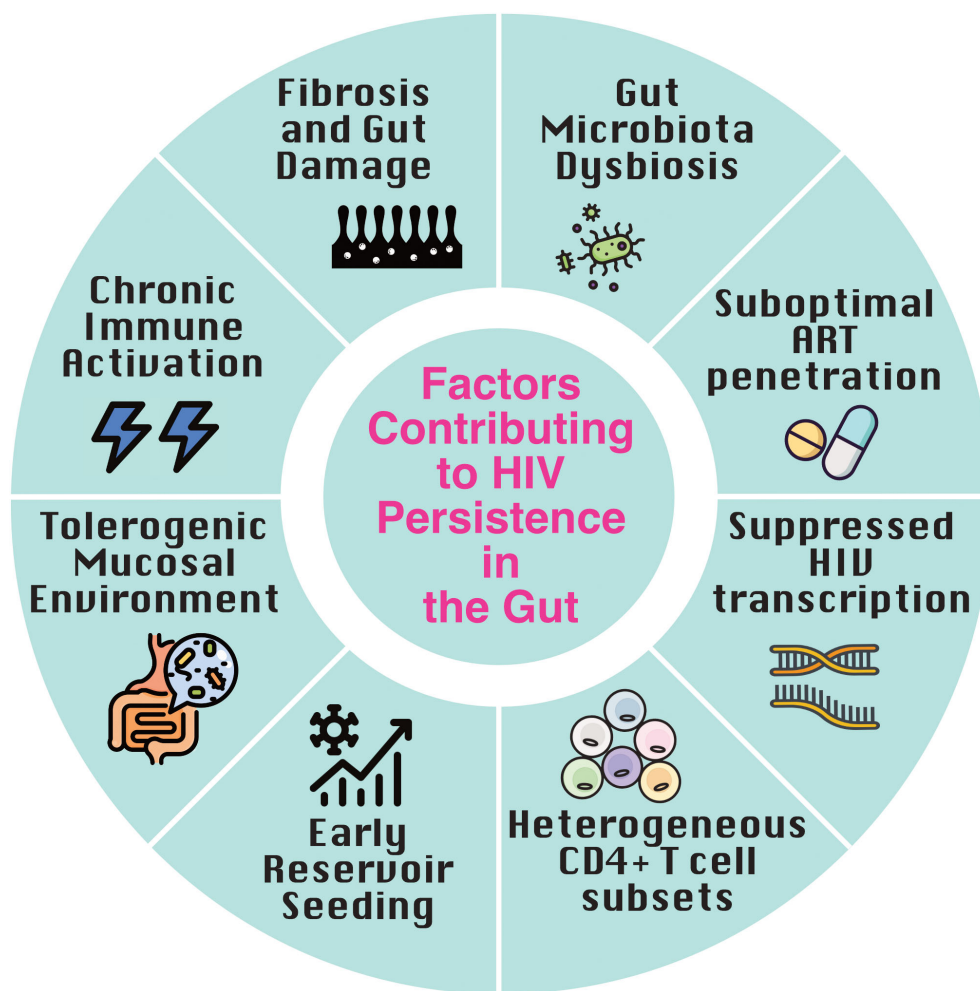 Factors
Contributing
to HIV
Persistence
in
the Gut
Gut
Microbiota
Dysbiosis
Suboptimal
ART
penetration
Suppressed
HIV
transcription
Heterogeneous
CD4+ T cell
subsets
Early
Reservoir
Seeding
Tolerogenic
Mucosal
Environment
Chronic
Immune
Activation
Fibrosis
and Gut
Damage